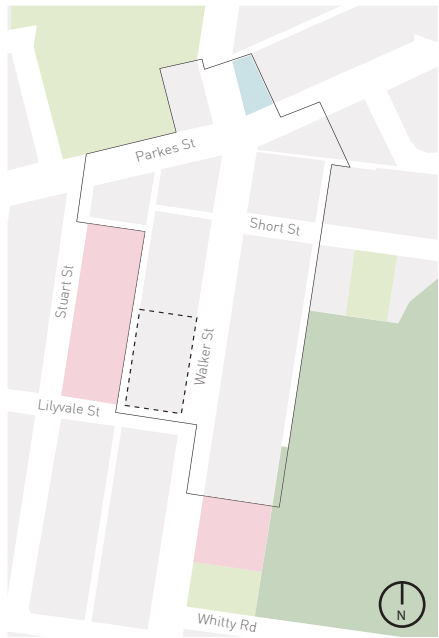 Parkes St
Short St
Stuart St
Walker St
Lilyvale St
Whitty Rd
N